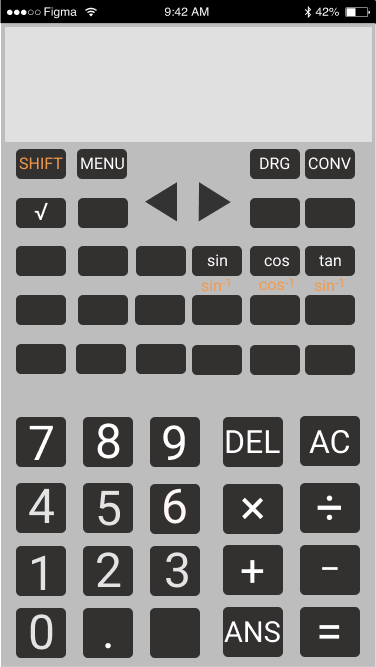 Figma 9:42 AM 42%
SHIFT MENU DRG CONV
√
sin cos tan
sin-1 cos-1 sin-1
7 8 9 DEL AC
4 5 6 × ÷
1 2 3 + −
0 . ANS =